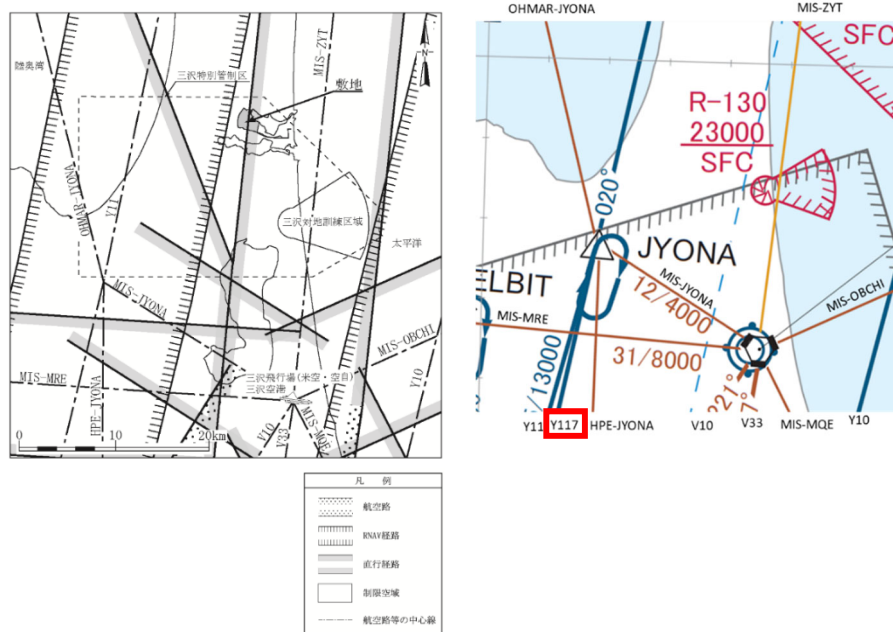 陸奥湾
三沢特別管制区
MIS-ZYT
敷地
OHMAR-JYONA
Y11
三沢対地訓練区域
太平洋
MIS-JYONA
MIS-OBCHI
MIS-MRE
三沢飛行場(米空・空自)
三沢空港
HPE-JYONA
V10
V33
MIS-MQE
Y10
0
10
20km
凡 例
航空路
RNAV経路
直行経路
制限空域
航空路等の中心線
OHMAR-JYONA
MIS-ZYT
SFC
R-130
23000
SFC
020°
JYONA
ELBIT
MIS-JYONA
12/4000
MIS-MRE
MIS-OBCHI
31/8000
/13000
221°
7°
Y11
Y117
HPE-JYONA
V10
V33
MIS-MQE
Y10